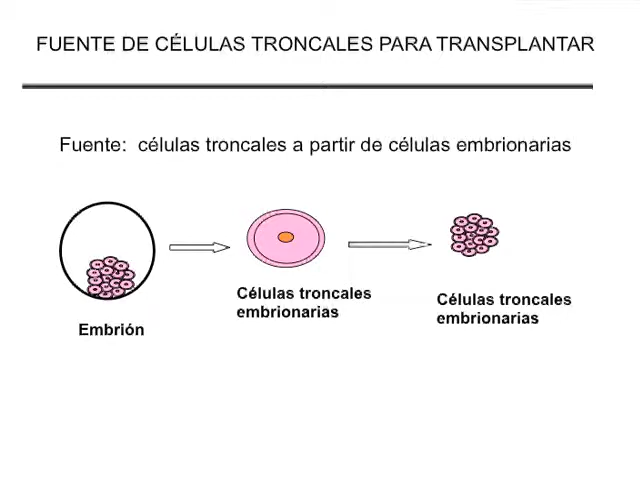 FUENTE DE CÉLULAS TRONCALES PARA TRANSPLANTAR
Fuente: células troncales a partir de células embrionarias
Embrión
Células troncales
embrionarias
Células troncales
embrionarias